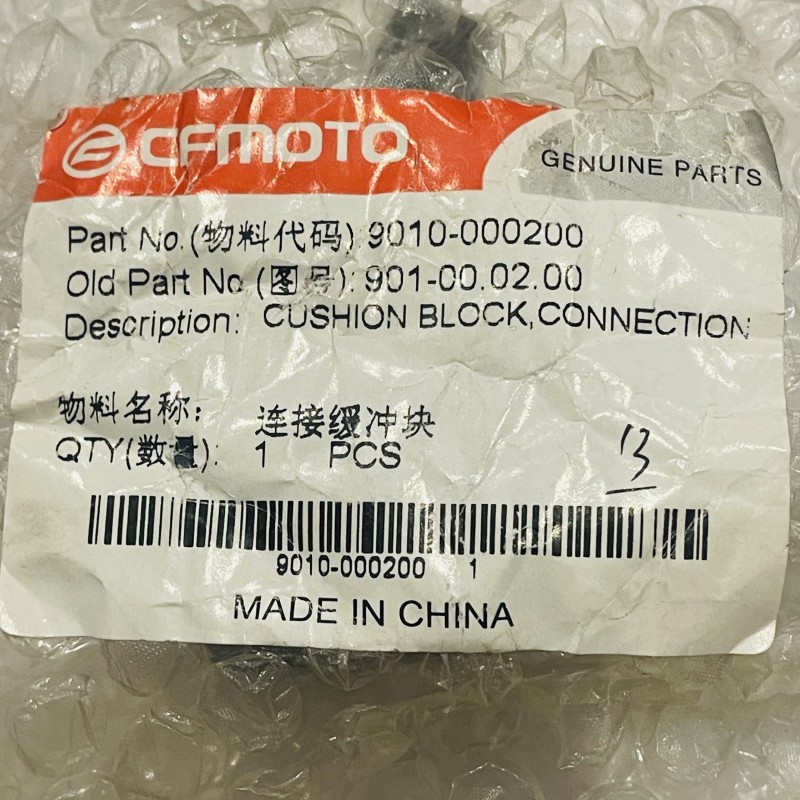 CFMOTO
GENUINE PARTS
Part No.(物料代码) 9010-000200
Old Part No (图号): 901-00.02.00
Description: CUSHION BLOCK,CONNECTION
物料名称: 连接缓冲块
QTY(数量): 1 PCS
13
9010-000200 1
MADE IN CHINA